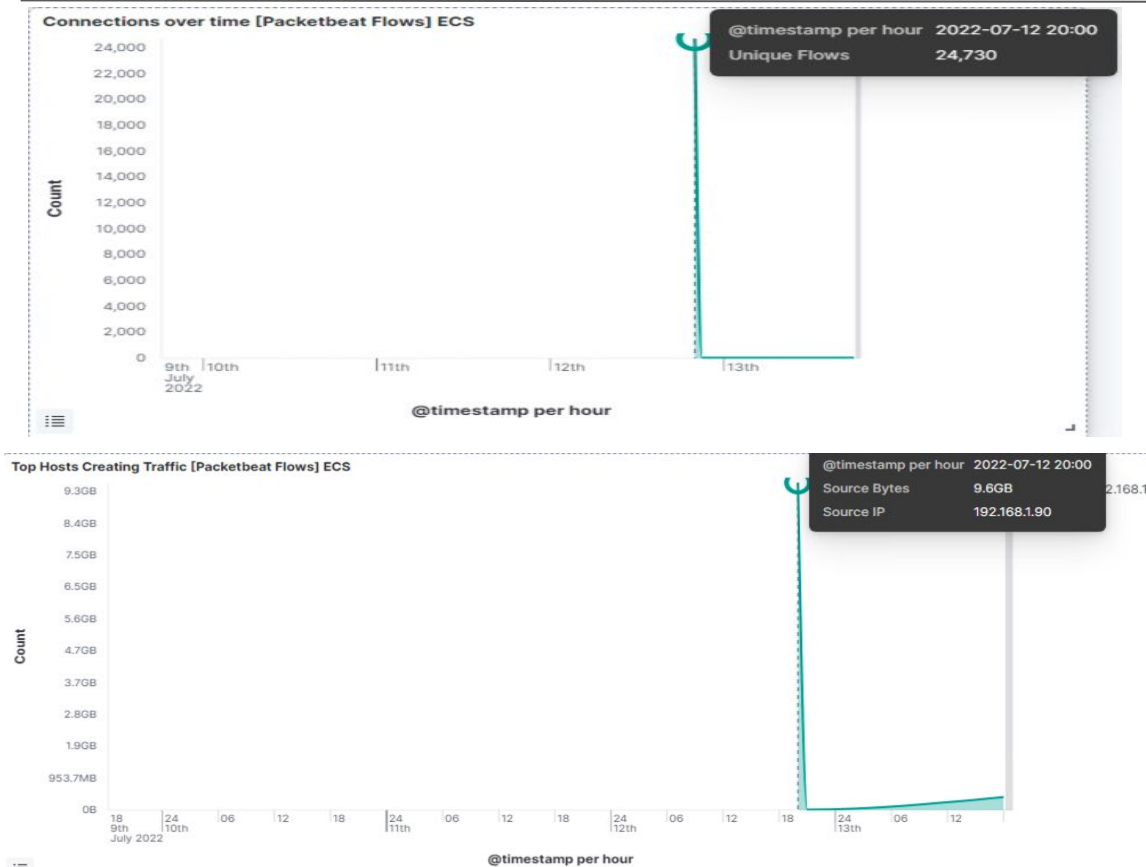 Connections over time [Packetbeat Flows] ECS
@timestamp per hour 2022-07-12 20:00
Unique Flows 24,730
24,000
22,000
20,000
18,000
16,000
14,000
12,000
10,000
8,000
6,000
4,000
2,000
0
Count
9th 10th 11th 12th 13th
July
2022
@timestamp per hour
Top Hosts Creating Traffic [Packetbeat Flows] ECS
@timestamp per hour 2022-07-12 20:00
Source Bytes 9.6GB 2.168.1
Source IP 192.168.1.90
9.3GB
8.4GB
7.5GB
6.5GB
5.6GB
4.7GB
3.7GB
2.8GB
1.9GB
953.7MB
0B
Count
18 24 06 12 18 24 06 12 18 24 06 12 18 24 06 12
9th 10th 11th 12th 13th
July 2022
@timestamp per hour